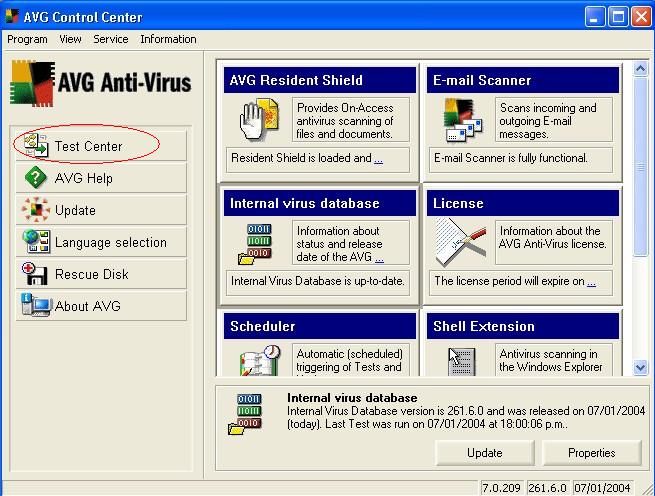 AVG Control Center
Program View Service Information
AVG Anti-Virus
Test Center
AVG Help
Update
Language selection
Rescue Disk
About AVG
AVG Resident Shield
Provides On-Access
antivirus scanning of
files and documents.
Resident Shield is loaded and ...
E-mail Scanner
Scans incoming and
outgoing E-mail
messages.
E-mail Scanner is fully functional.
Internal virus database
01011
10111
0010
Information about
status and release
date of the AVG ...
Internal Virus Database is up-to-date.
License
Information about the
AVG Anti-Virus license.
The license period will expire on ...
Scheduler
Automatic (scheduled)
triggering of Tests and
Shell Extension
Antivirus scanning in
the Windows Explorer
01011
10111
0010
Internal virus database
Internal Virus Database version is 261.6.0 and was released on 07/01/2004
(today). Last Test was run on 07/01/2004 at 18:00:06 p.m..
Update
Properties
7.0.209 261.6.0 07/01/2004